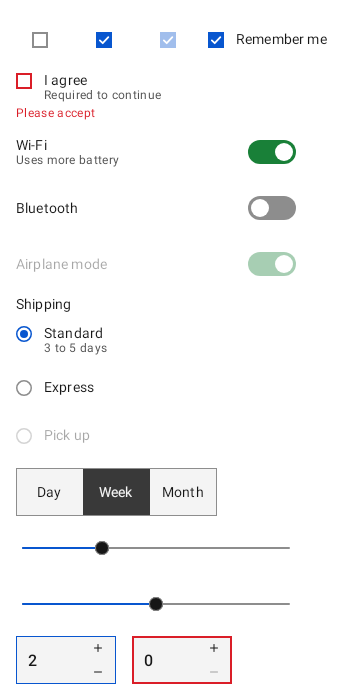 Remember me
I agree
Required to continue
Please accept
Wi-Fi
Uses more battery
Bluetooth
Airplane mode
Shipping
Standard
3 to 5 days
Express
Pick up
Day Week Month
2 + − 0 + −